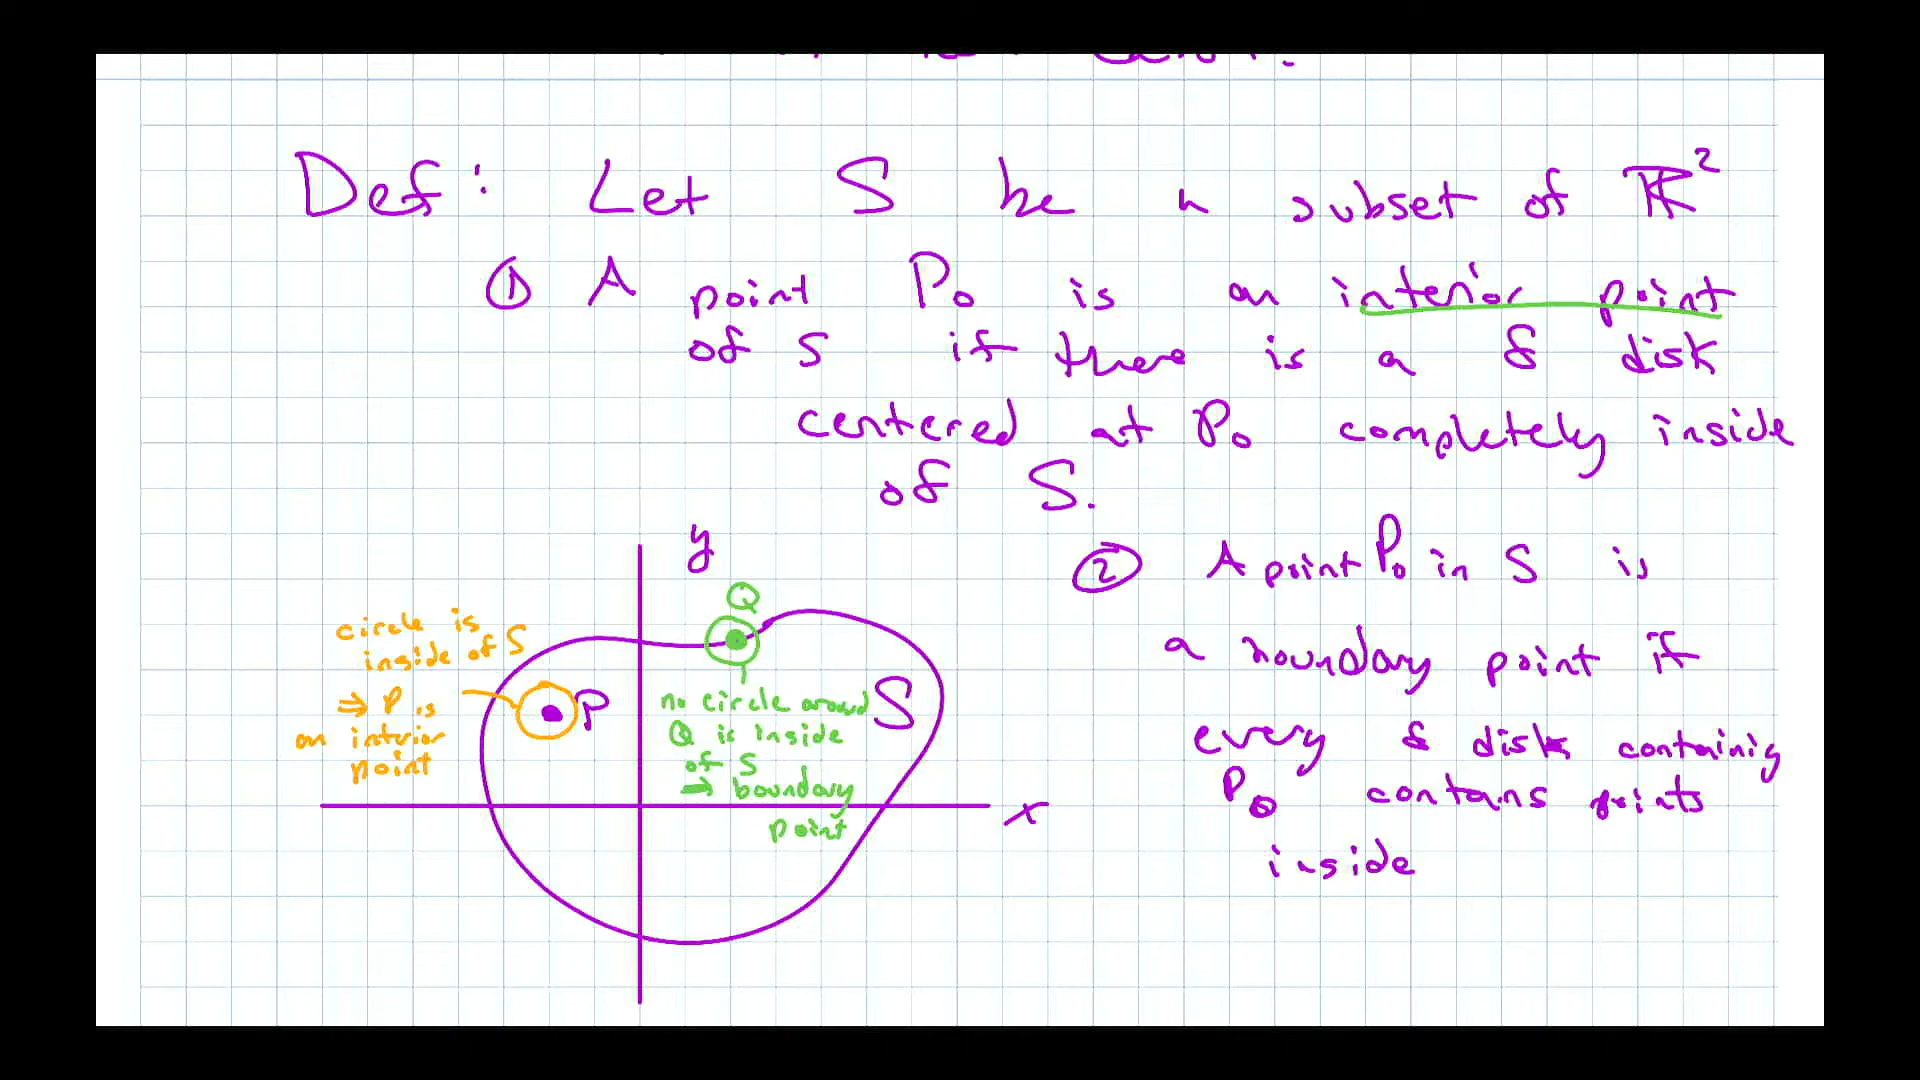 Def: Let S be a subset of ℝ²
① A point P₀ is an interior point
of S if there is a δ disk
centered at P₀ completely inside
of S.
② A point P₀ in S is
a boundary point if
every δ disk containing
P₀ contains points
inside
y
x
Q
P
S
circle is
inside of S
⇒ P is
an interior
point
no circle around
Q is inside
of S
⇒ boundary
point